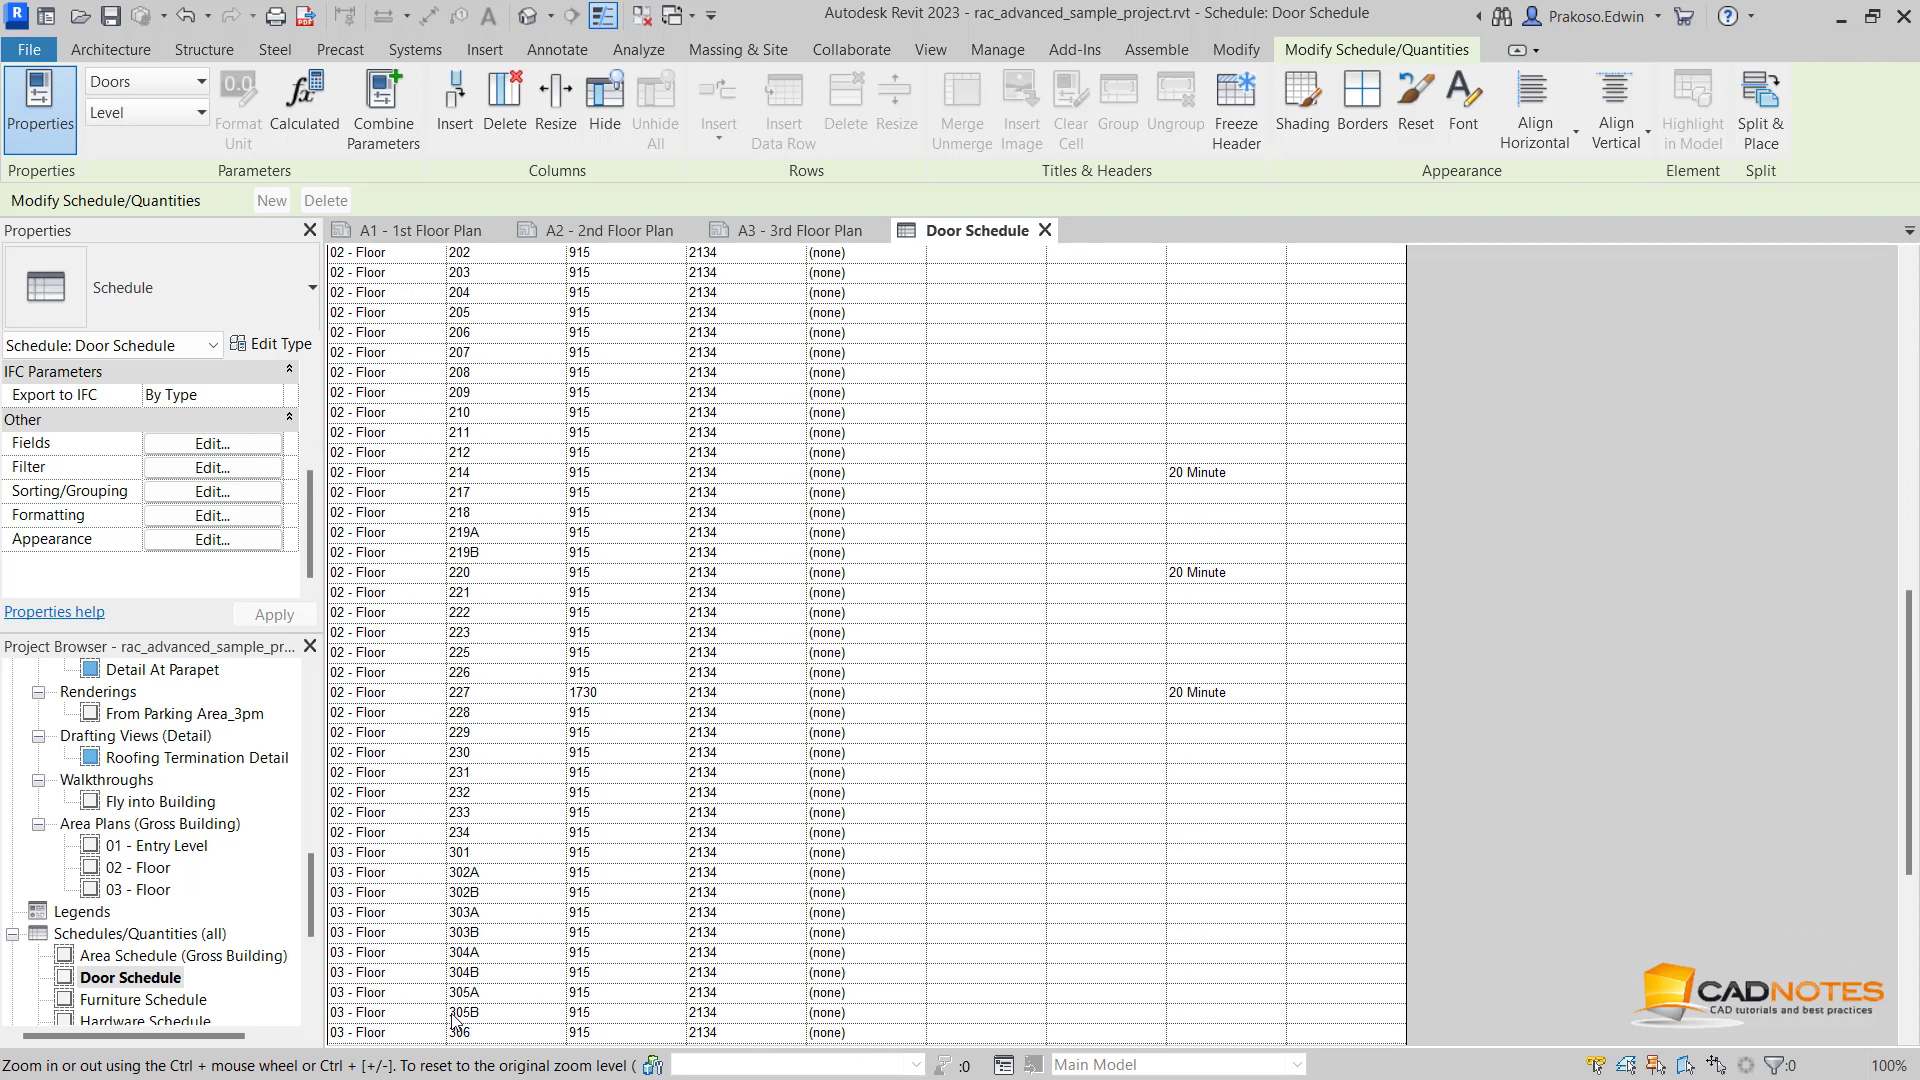 Autodesk Revit 2023 - rac_advanced_sample_project.rvt - Schedule: Door Schedule
Prakoso.Edwin
File Architecture Structure Steel Precast Systems Insert Annotate Analyze Massing & Site Collaborate View Manage Add-Ins Assemble Modify Modify Schedule/Quantities
Properties
Doors
Level
Format Unit
Calculated
Combine Parameters
Insert
Delete
Resize
Hide
Unhide All
Insert
Insert Data Row
Delete
Resize
Merge Unmerge
Insert Image
Clear Cell
Group
Ungroup
Freeze Header
Shading
Borders
Reset
Font
Align Horizontal
Align Vertical
Highlight in Model
Split & Place
Properties Parameters Columns Rows Titles & Headers Appearance Element Split
Modify Schedule/Quantities New Delete
Properties
Schedule
Schedule: Door Schedule Edit Type
IFC Parameters
Export to IFC By Type
Other
Fields Edit...
Filter Edit...
Sorting/Grouping Edit...
Formatting Edit...
Appearance Edit...
Properties help Apply
Project Browser - rac_advanced_sample_pr...
Detail At Parapet
Renderings
From Parking Area_3pm
Drafting Views (Detail)
Roofing Termination Detail
Walkthroughs
Fly into Building
Area Plans (Gross Building)
01 - Entry Level
02 - Floor
03 - Floor
Legends
Schedules/Quantities (all)
Area Schedule (Gross Building)
Door Schedule
Furniture Schedule
Hardware Schedule
A1 - 1st Floor Plan A2 - 2nd Floor Plan A3 - 3rd Floor Plan Door Schedule
02 - Floor 202 915 2134 (none)
02 - Floor 203 915 2134 (none)
02 - Floor 204 915 2134 (none)
02 - Floor 205 915 2134 (none)
02 - Floor 206 915 2134 (none)
02 - Floor 207 915 2134 (none)
02 - Floor 208 915 2134 (none)
02 - Floor 209 915 2134 (none)
02 - Floor 210 915 2134 (none)
02 - Floor 211 915 2134 (none)
02 - Floor 212 915 2134 (none)
02 - Floor 214 915 2134 (none) 20 Minute
02 - Floor 217 915 2134 (none)
02 - Floor 218 915 2134 (none)
02 - Floor 219A 915 2134 (none)
02 - Floor 219B 915 2134 (none)
02 - Floor 220 915 2134 (none) 20 Minute
02 - Floor 221 915 2134 (none)
02 - Floor 222 915 2134 (none)
02 - Floor 223 915 2134 (none)
02 - Floor 225 915 2134 (none)
02 - Floor 226 915 2134 (none)
02 - Floor 227 1730 2134 (none) 20 Minute
02 - Floor 228 915 2134 (none)
02 - Floor 229 915 2134 (none)
02 - Floor 230 915 2134 (none)
02 - Floor 231 915 2134 (none)
02 - Floor 232 915 2134 (none)
02 - Floor 233 915 2134 (none)
02 - Floor 234 915 2134 (none)
03 - Floor 301 915 2134 (none)
03 - Floor 302A 915 2134 (none)
03 - Floor 302B 915 2134 (none)
03 - Floor 303A 915 2134 (none)
03 - Floor 303B 915 2134 (none)
03 - Floor 304A 915 2134 (none)
03 - Floor 304B 915 2134 (none)
03 - Floor 305A 915 2134 (none)
03 - Floor 305B 915 2134 (none)
03 - Floor 306 915 2134 (none)
CADNOTES
CAD tutorials and best practices
Zoom in or out using the Ctrl + mouse wheel or Ctrl + [+/-]. To reset to the original zoom level ( :0 Main Model :0 100%